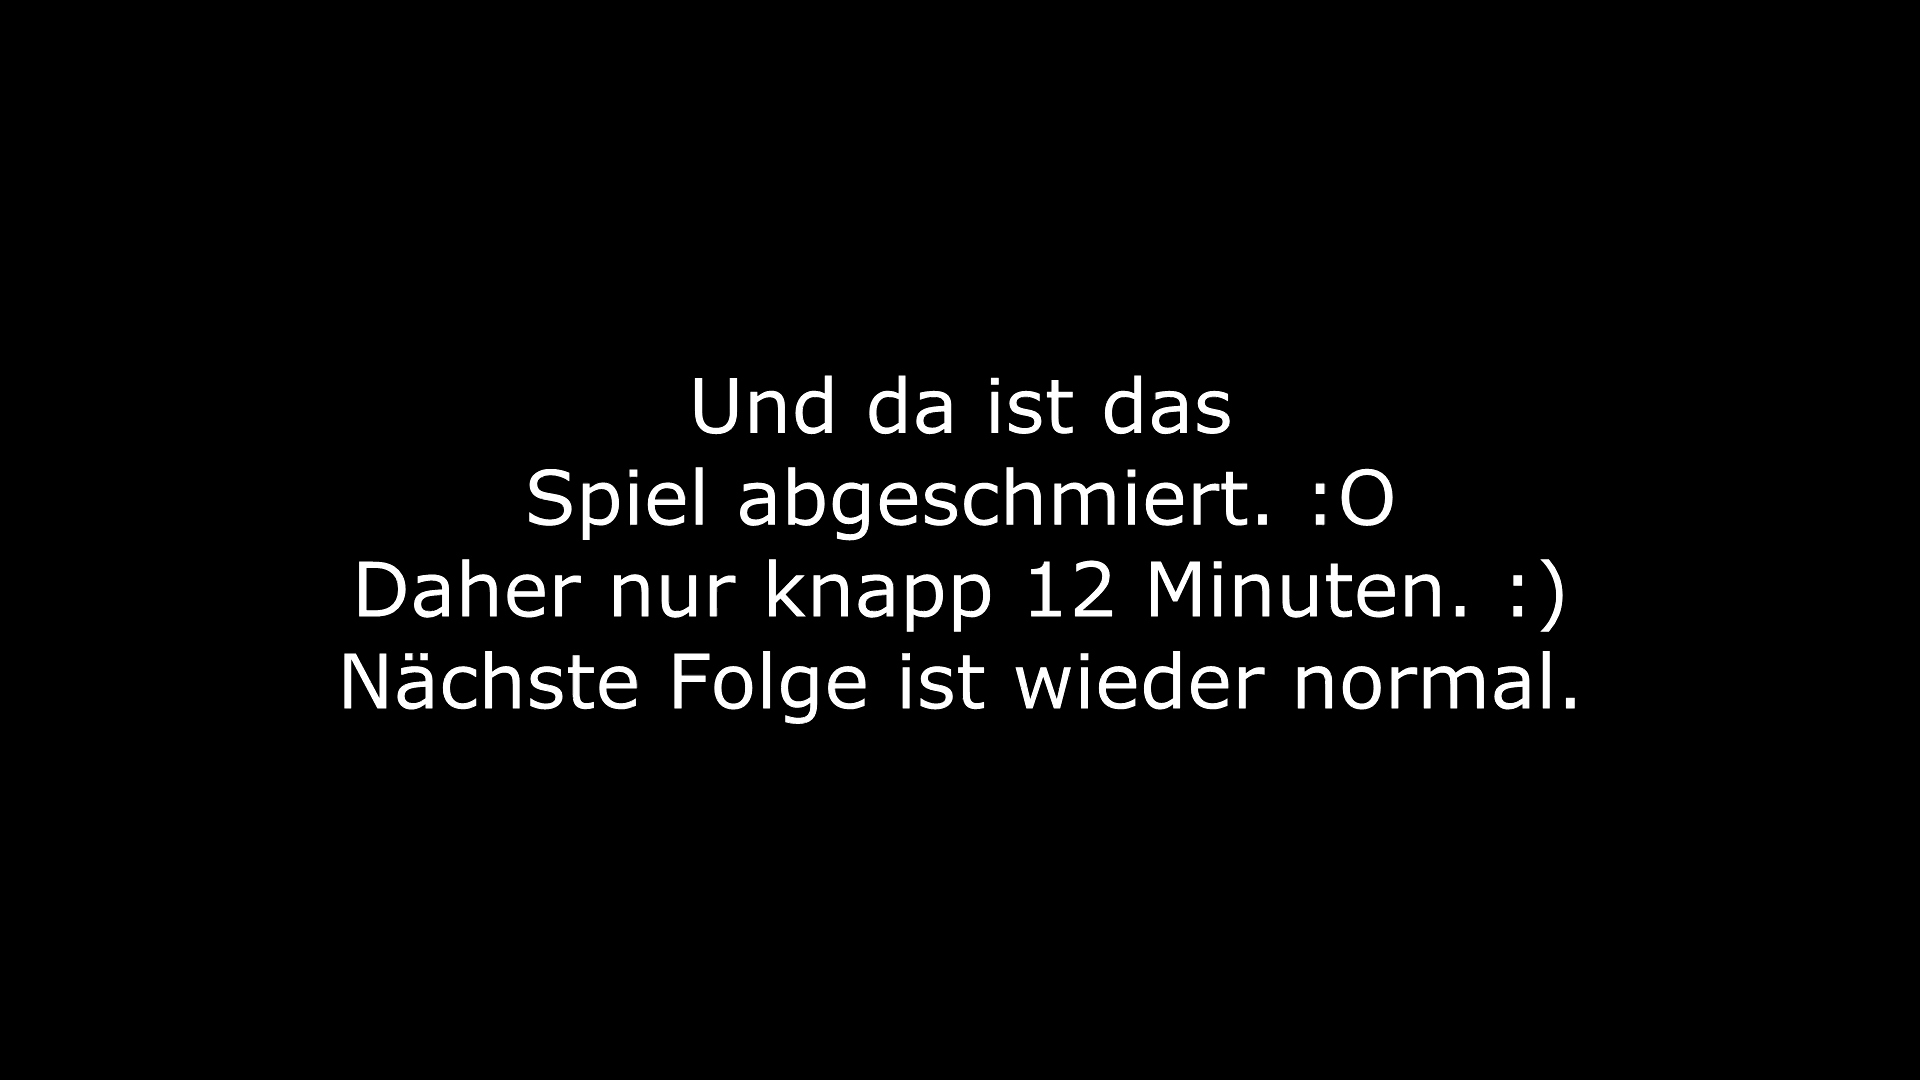 Und da ist das
Spiel abgeschmiert. :O
Daher nur knapp 12 Minuten. :)
Nächste Folge ist wieder normal.